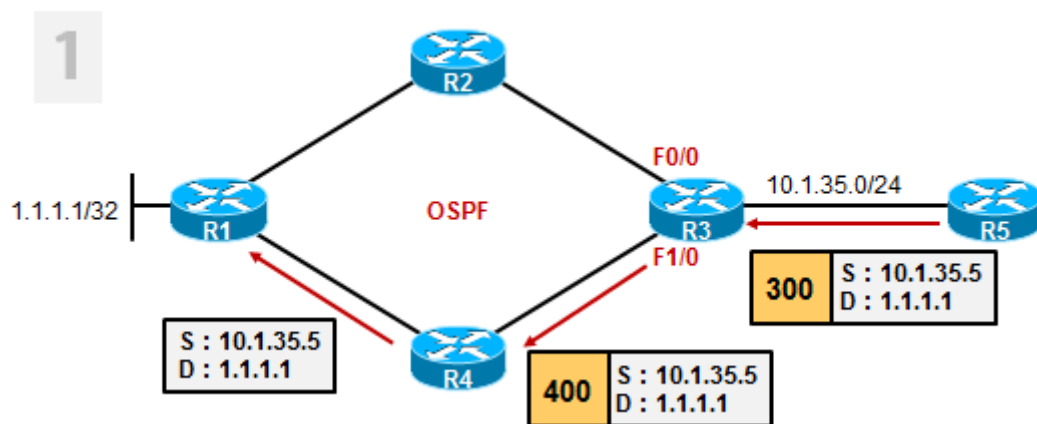 1
R2
F0/0
10.1.35.0/24
1.1.1.1/32
R1
OSPF
R3
R5
F1/0
300
S : 10.1.35.5
D : 1.1.1.1
S : 10.1.35.5
D : 1.1.1.1
R4
400
S : 10.1.35.5
D : 1.1.1.1